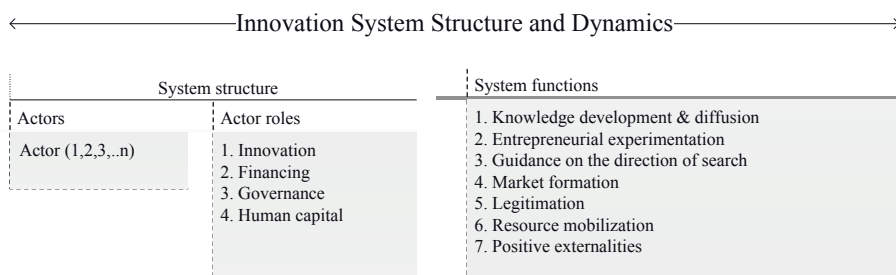 Innovation System Structure and Dynamics
System structure
Actors
Actor roles
Actor (1,2,3,..n)
1. Innovation
2. Financing
3. Governance
4. Human capital
System functions
1. Knowledge development & diffusion
2. Entrepreneurial experimentation
3. Guidance on the direction of search
4. Market formation
5. Legitimation
6. Resource mobilization
7. Positive externalities